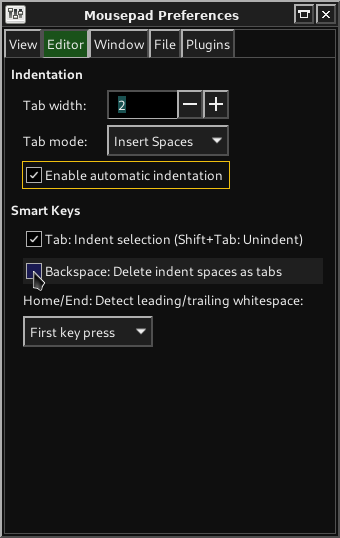 Mousepad Preferences
View Editor Window File Plugins
Indentation
Tab width: 2
Tab mode: Insert Spaces
Enable automatic indentation
Smart Keys
Tab: Indent selection (Shift+Tab: Unindent)
Backspace: Delete indent spaces as tabs
Home/End: Detect leading/trailing whitespace:
First key press